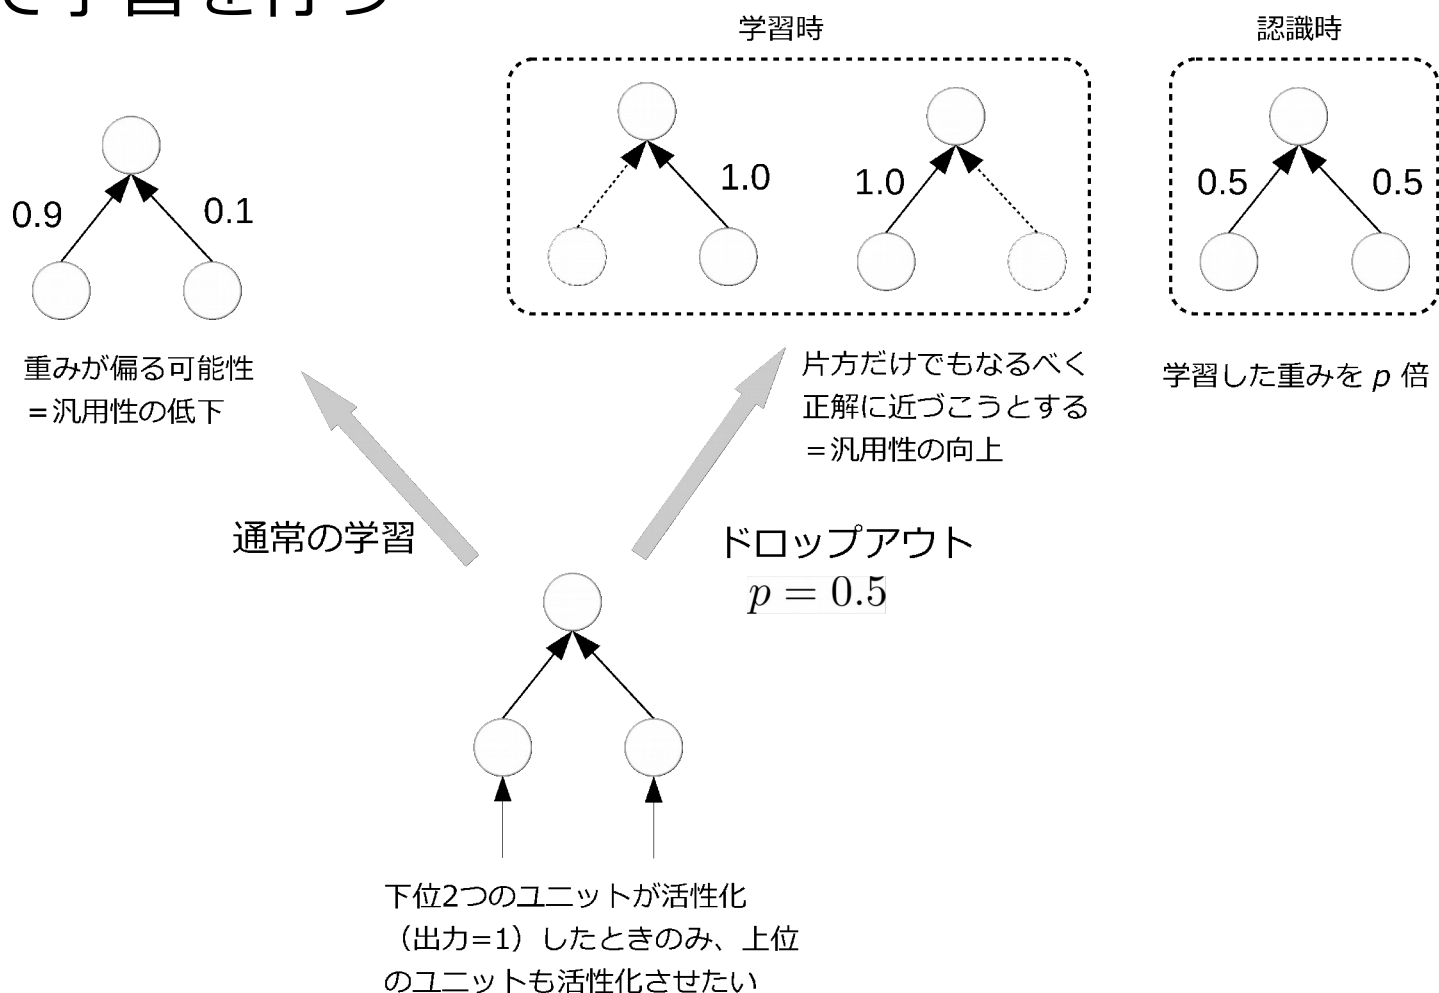 学習を行う
学習時
認識時
0.9
0.1
1.0
1.0
0.5
0.5
重みが偏る可能性
=汎用性の低下
片方だけでもなるべく
正解に近づこうとする
=汎用性の向上
学習した重みを p 倍
通常の学習
ドロップアウト
p = 0.5
下位2つのユニットが活性化
（出力=1）したときのみ、上位
のユニットも活性化させたい